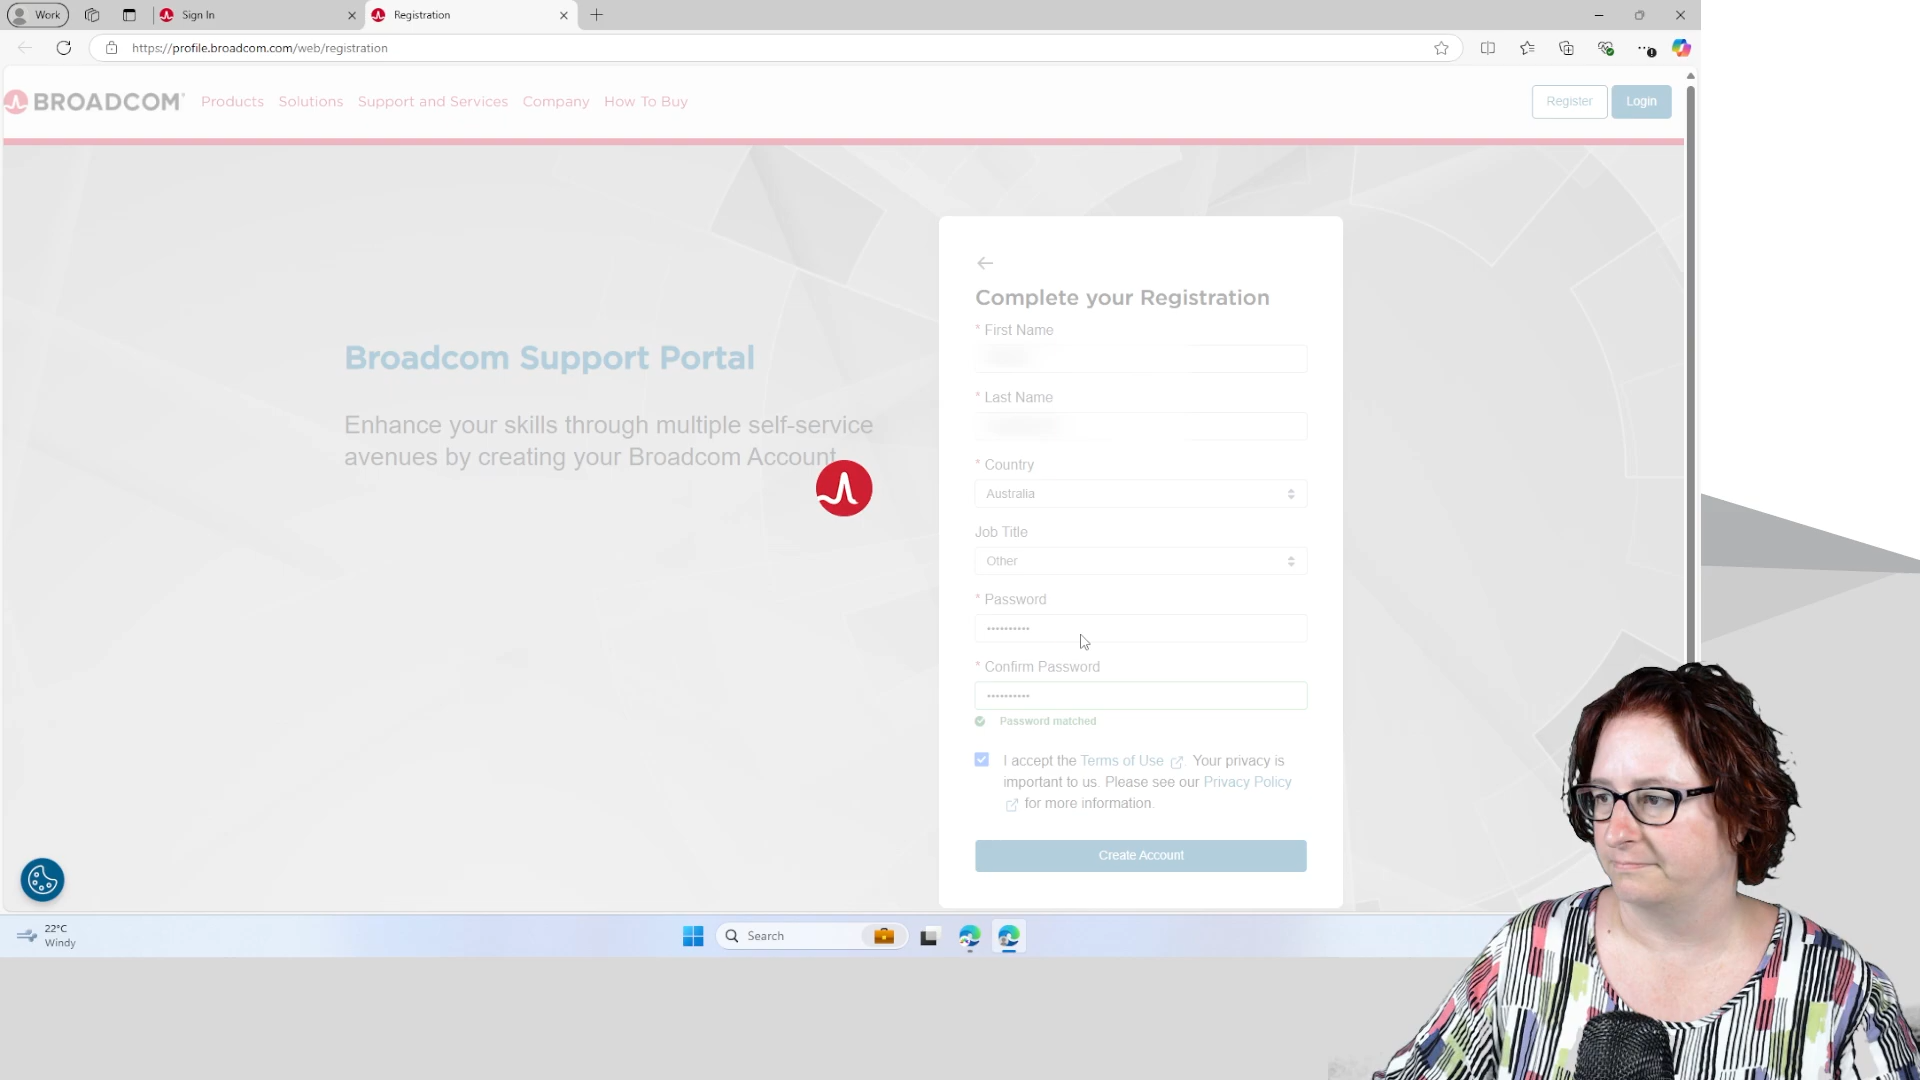 Work
Sign In
Registration
https://profile.broadcom.com/web/registration
BROADCOM
Products
Solutions
Support and Services
Company
How To Buy
Register
Login
Complete your Registration
* First Name
* Last Name
Broadcom Support Portal
Enhance your skills through multiple self-service
avenues by creating your Broadcom Account
* Country
Australia
Job Title
Other
* Password
••••••••••
* Confirm Password
••••••••••
Password matched
I accept the Terms of Use . Your privacy is
important to us. Please see our Privacy Policy
for more information.
Create Account
22°C
Windy
Search